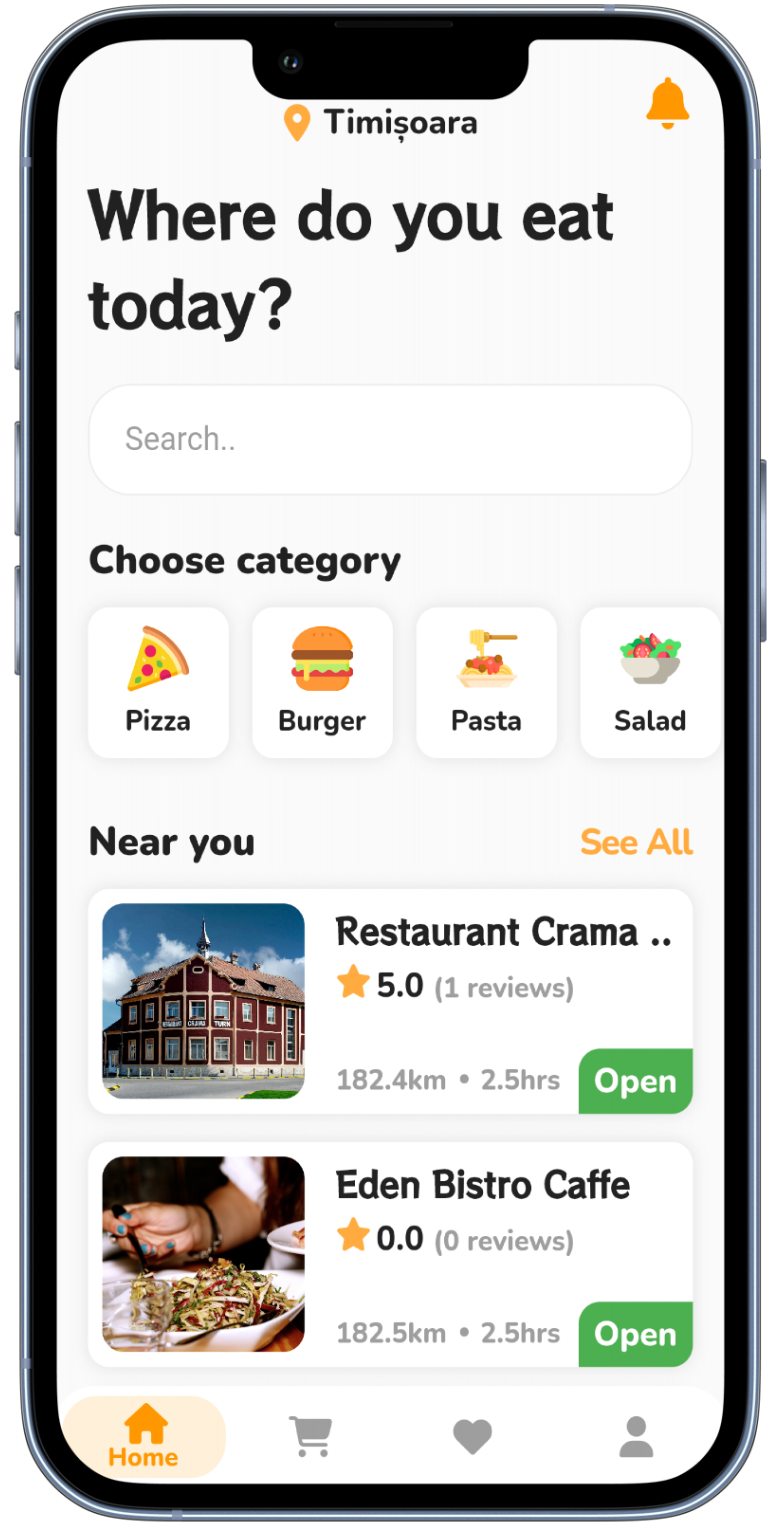 Timișoara
Where do you eat
today?
Search..
Choose category
Pizza
Burger
Pasta
Salad
Near you
See All
Restaurant Crama ..
5.0 (1 reviews)
182.4km • 2.5hrs
Open
RESTAURANT CRAMA TURN
Eden Bistro Caffe
0.0 (0 reviews)
182.5km • 2.5hrs
Open
Home